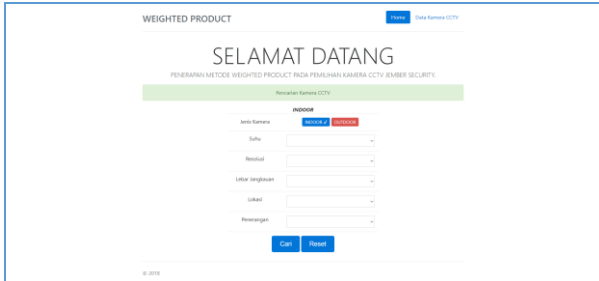 WEIGHTED PRODUCT
Home Data Kamera CCTV
SELAMAT DATANG
PENERAPAN METODE WEIGHTED PRODUCT PADA PEMILIHAN KAMERA CCTV JEMBER SECURITY.
Pencarian Kamera CCTV
INDOOR
Jenis Kamera INDOOR ✓ OUTDOOR
Suhu
Resolusi
Lebar Jangkauan
Lokasi
Penerangan
Cari Reset
© 2018